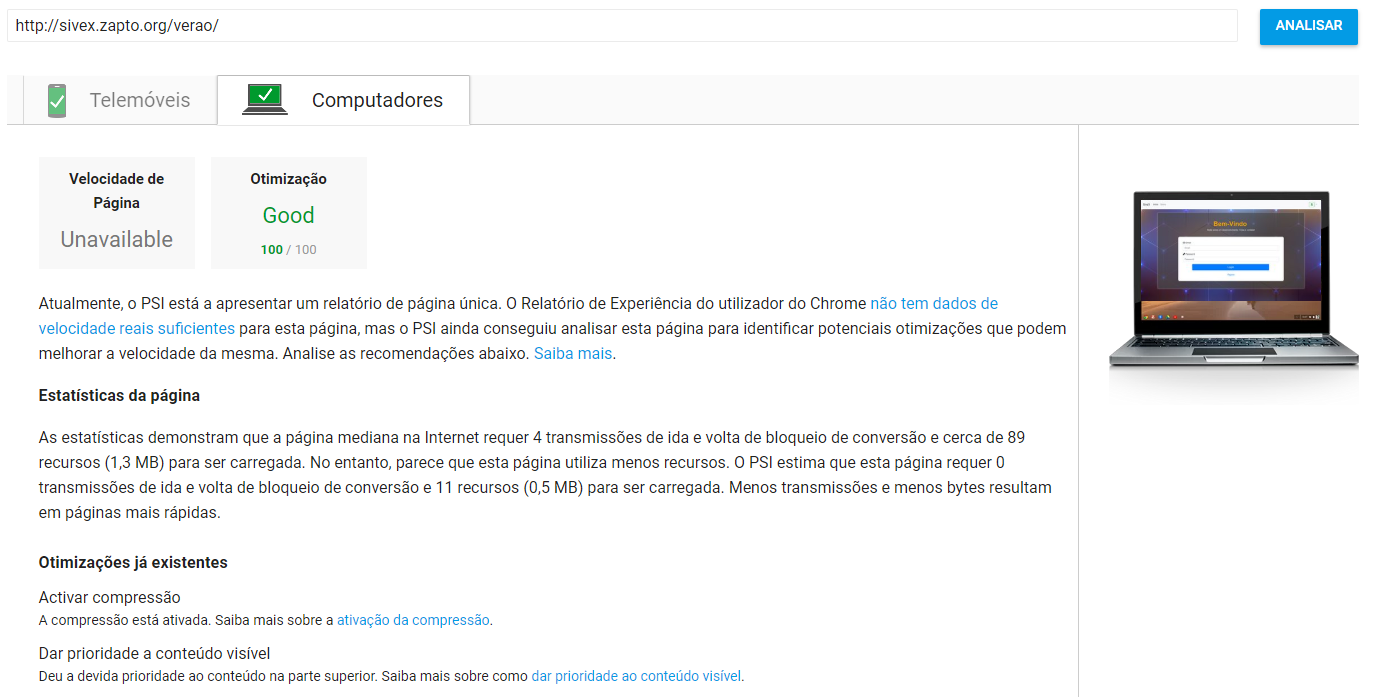 http://sivex.zapto.org/verao/
ANALISAR
Telemóveis
Computadores
Velocidade de
Página
Unavailable
Otimização
Good
100 / 100
Bem-Vindo
Atualmente, o PSI está a apresentar um relatório de página única. O Relatório de Experiência do utilizador do Chrome não tem dados de
velocidade reais suficientes para esta página, mas o PSI ainda conseguiu analisar esta página para identificar potenciais otimizações que podem
melhorar a velocidade da mesma. Analise as recomendações abaixo. Saiba mais.
Estatísticas da página
As estatísticas demonstram que a página mediana na Internet requer 4 transmissões de ida e volta de bloqueio de conversão e cerca de 89
recursos (1,3 MB) para ser carregada. No entanto, parece que esta página utiliza menos recursos. O PSI estima que esta página requer 0
transmissões de ida e volta de bloqueio de conversão e 11 recursos (0,5 MB) para ser carregada. Menos transmissões e menos bytes resultam
em páginas mais rápidas.
Otimizações já existentes
Activar compressão
A compressão está ativada. Saiba mais sobre a ativação da compressão.
Dar prioridade a conteúdo visível
Deu a devida prioridade ao conteúdo na parte superior. Saiba mais sobre como dar prioridade ao conteúdo visível.